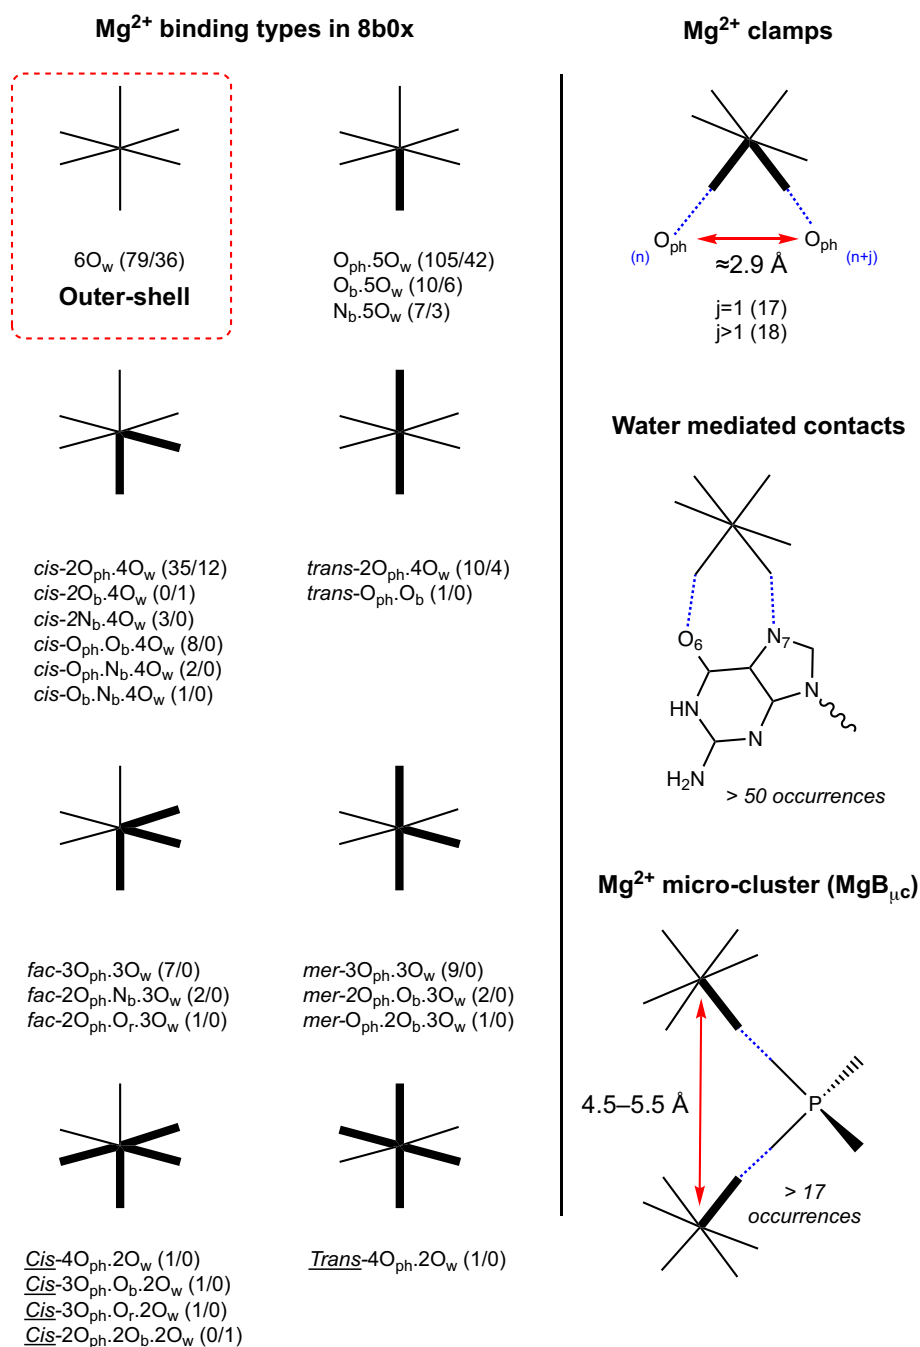 Mg²⁺ binding types in 8b0x
6Ow (79/36)
Outer-shell
Oph.5Ow (105/42)
Ob.5Ow (10/6)
Nb.5Ow (7/3)
cis-2Oph.4Ow (35/12)
cis-2Ob.4Ow (0/1)
cis-2Nb.4Ow (3/0)
cis-Oph.Ob.4Ow (8/0)
cis-Oph.Nb.4Ow (2/0)
cis-Ob.Nb.4Ow (1/0)
trans-2Oph.4Ow (10/4)
trans-Oph.Ob (1/0)
fac-3Oph.3Ow (7/0)
fac-2Oph.Nb.3Ow (2/0)
fac-2Oph.Or.3Ow (1/0)
mer-3Oph.3Ow (9/0)
mer-2Oph.Ob.3Ow (2/0)
mer-Oph.2Ob.3Ow (1/0)
Cis-4Oph.2Ow (1/0)
Cis-3Oph.Ob.2Ow (1/0)
Cis-3Oph.Or.2Ow (1/0)
Cis-2Oph.2Ob.2Ow (0/1)
Trans-4Oph.2Ow (1/0)
Mg²⁺ clamps
(n) Oph Oph (n+j)
≈2.9 Å
j=1 (17)
j>1 (18)
Water mediated contacts
O6 N7
HN N
N
H2N
> 50 occurrences
Mg²⁺ micro-cluster (MgBμc)
4.5–5.5 Å
P
> 17
occurrences